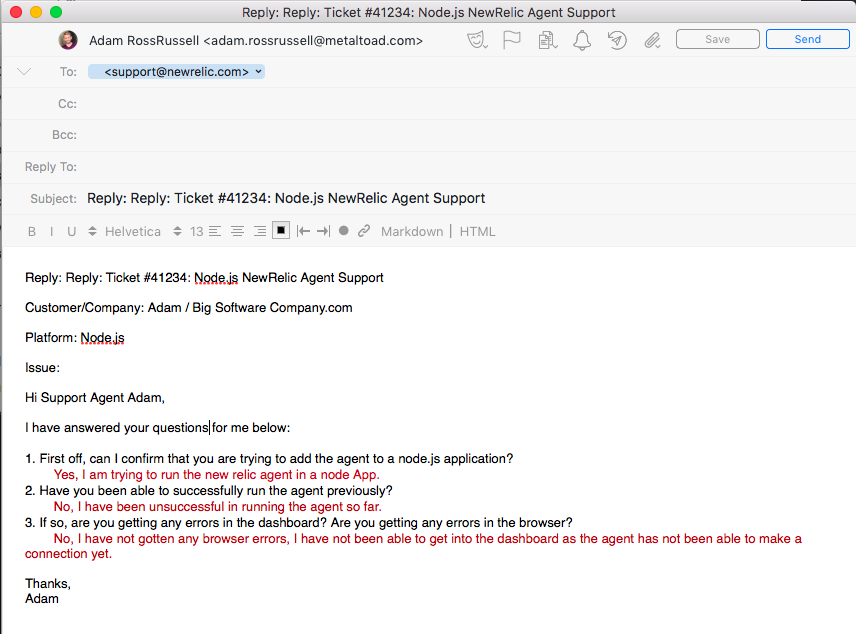 Reply: Reply: Ticket #41234: Node.js NewRelic Agent Support
Adam RossRussell <adam.rossrussell@metaltoad.com>
Save
Send
To: <support@newrelic.com>
Cc:
Bcc:
Reply To:
Subject: Reply: Reply: Ticket #41234: Node.js NewRelic Agent Support
B I U Helvetica 13 Markdown | HTML
Reply: Reply: Ticket #41234: Node.js NewRelic Agent Support
Customer/Company: Adam / Big Software Company.com
Platform: Node.js
Issue:
Hi Support Agent Adam,
I have answered your questions for me below:
1. First off, can I confirm that you are trying to add the agent to a node.js application?
Yes, I am trying to run the new relic agent in a node App.
2. Have you been able to successfully run the agent previously?
No, I have been unsuccessful in running the agent so far.
3. If so, are you getting any errors in the dashboard? Are you getting any errors in the browser?
No, I have not gotten any browser errors, I have not been able to get into the dashboard as the agent has not been able to make a
connection yet.
Thanks,
Adam